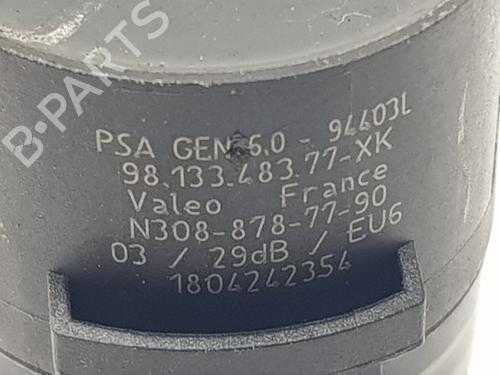 B-PARTS
PSA GEN 6.0 - 94403L
98.133.483.77-XK
Valeo France
N308-878-77-90
03 / 29dB / EU6
1804242354